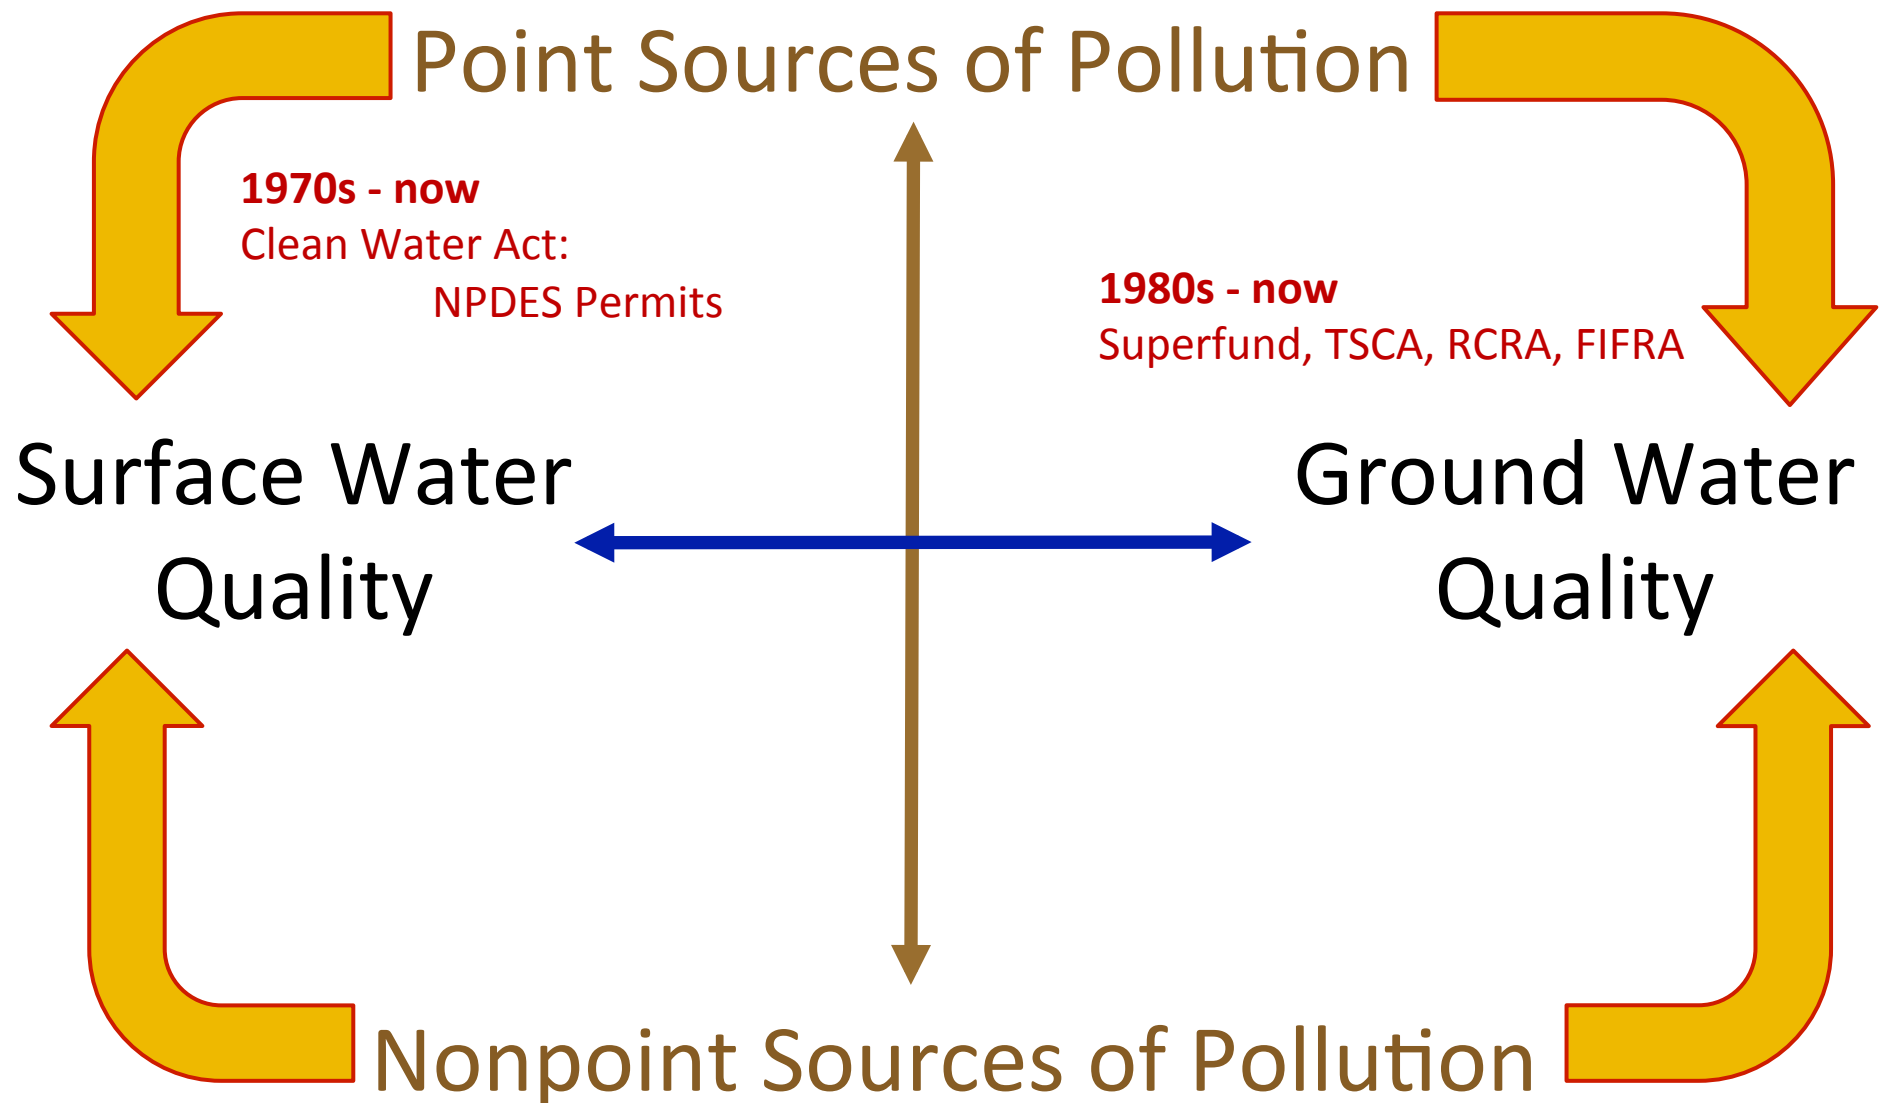 Point Sources of Pollution
1970s - now
Clean Water Act:
NPDES Permits
1980s - now
Superfund, TSCA, RCRA, FIFRA
Surface Water
Quality
Ground Water
Quality
Nonpoint Sources of Pollution